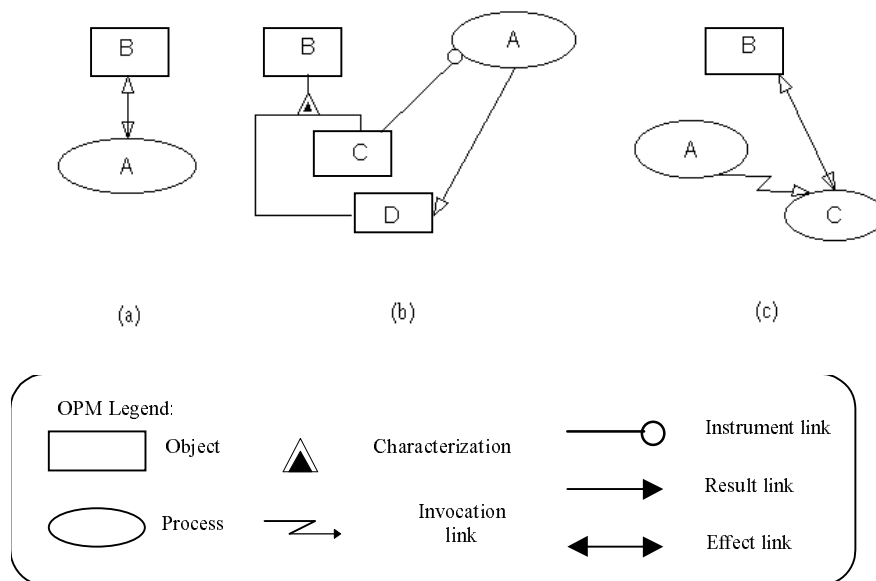 B
A
B
A
C
D
B
A
C
(a)
(b)
(c)
OPM Legend:
Object
Characterization
Instrument link
Result link
Process
Invocation
link
Effect link